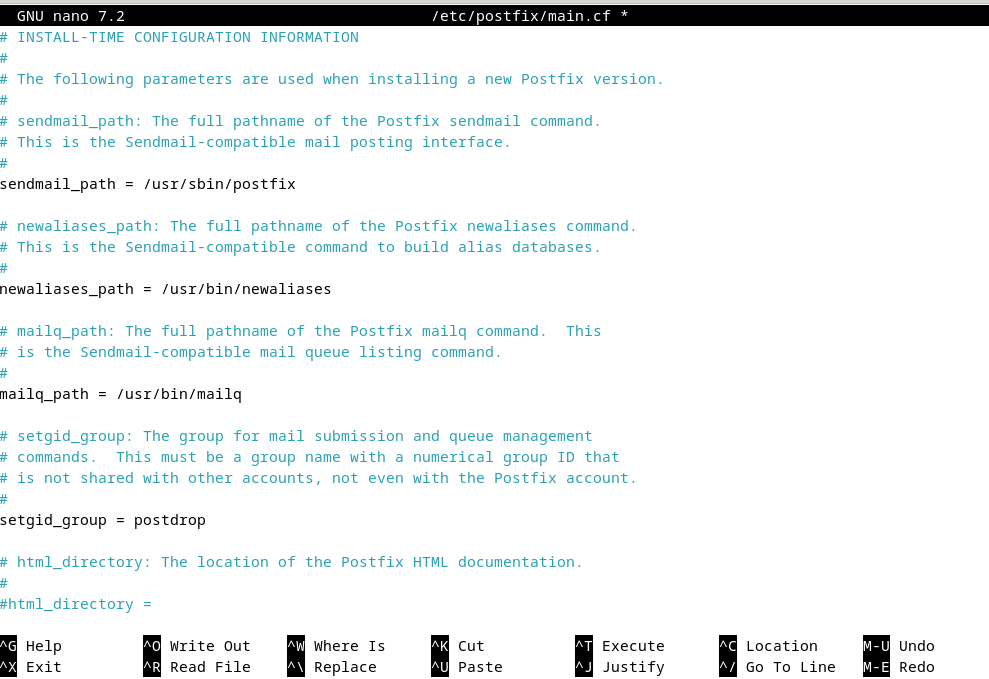 GNU nano 7.2 /etc/postfix/main.cf *
# INSTALL-TIME CONFIGURATION INFORMATION
#
# The following parameters are used when installing a new Postfix version.
#
# sendmail_path: The full pathname of the Postfix sendmail command.
# This is the Sendmail-compatible mail posting interface.
#
sendmail_path = /usr/sbin/postfix

# newaliases_path: The full pathname of the Postfix newaliases command.
# This is the Sendmail-compatible command to build alias databases.
#
newaliases_path = /usr/bin/newaliases

# mailq_path: The full pathname of the Postfix mailq command.  This
# is the Sendmail-compatible mail queue listing command.
#
mailq_path = /usr/bin/mailq

# setgid_group: The group for mail submission and queue management
# commands.  This must be a group name with a numerical group ID that
# is not shared with other accounts, not even with the Postfix account.
#
setgid_group = postdrop

# html_directory: The location of the Postfix HTML documentation.
#
#html_directory =

^G Help ^O Write Out ^W Where Is ^K Cut ^T Execute ^C Location M-U Undo
^X Exit ^R Read File ^\ Replace ^U Paste ^J Justify ^/ Go To Line M-E Redo